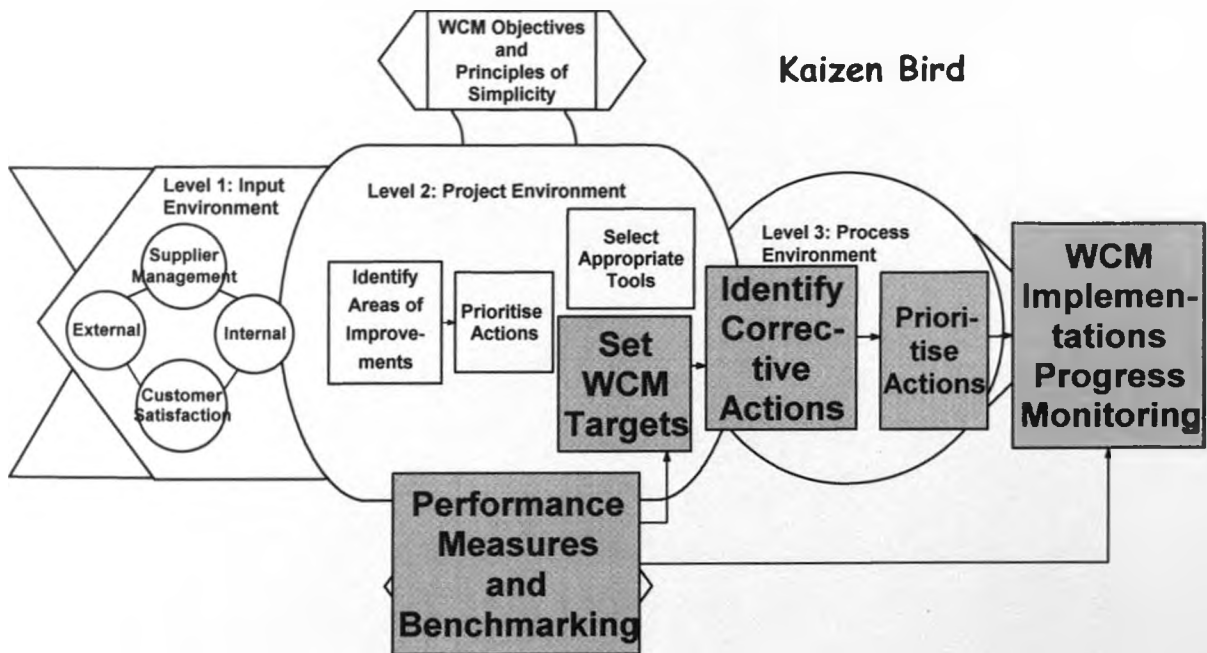 WCM Objectives
and
Principles of
Simplicity
Kaizen Bird
Level 1: Input
Environment
Supplier
Management
External
Internal
Customer
Satisfaction
Level 2: Project Environment
Identify
Areas of
Improve-
ments
Prioritise
Actions
Select
Appropriate
Tools
Set
WCM
Targets
Level 3: Process
Environment
Identify
Correc-
tive
Actions
Priori-
tise
Actions
WCM
Implemen-
tations
Progress
Monitoring
Performance
Measures
and
Benchmarking